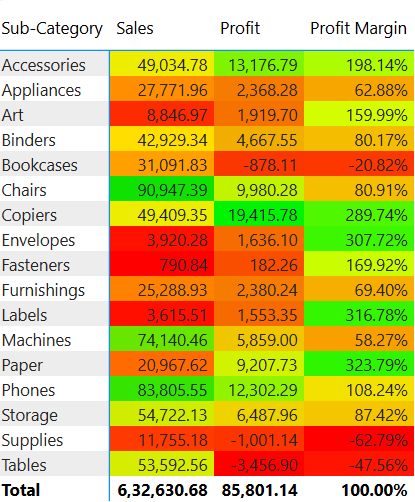 Sub-Category Sales Profit Profit Margin
Accessories 49,034.78 13,176.79 198.14%
Appliances 27,771.96 2,368.28 62.88%
Art 8,846.97 1,919.70 159.99%
Binders 42,929.34 4,667.55 80.17%
Bookcases 31,091.83 -878.11 -20.82%
Chairs 90,947.39 9,980.28 80.91%
Copiers 49,409.35 19,415.78 289.74%
Envelopes 3,920.28 1,636.10 307.72%
Fasteners 790.84 182.26 169.92%
Furnishings 25,288.93 2,380.24 69.40%
Labels 3,615.51 1,553.35 316.78%
Machines 74,140.46 5,859.00 58.27%
Paper 20,967.62 9,207.73 323.79%
Phones 83,805.55 12,302.29 108.24%
Storage 54,722.13 6,487.96 87.42%
Supplies 11,755.18 -1,001.14 -62.79%
Tables 53,592.56 -3,456.90 -47.56%
Total 6,32,630.68 85,801.14 100.00%